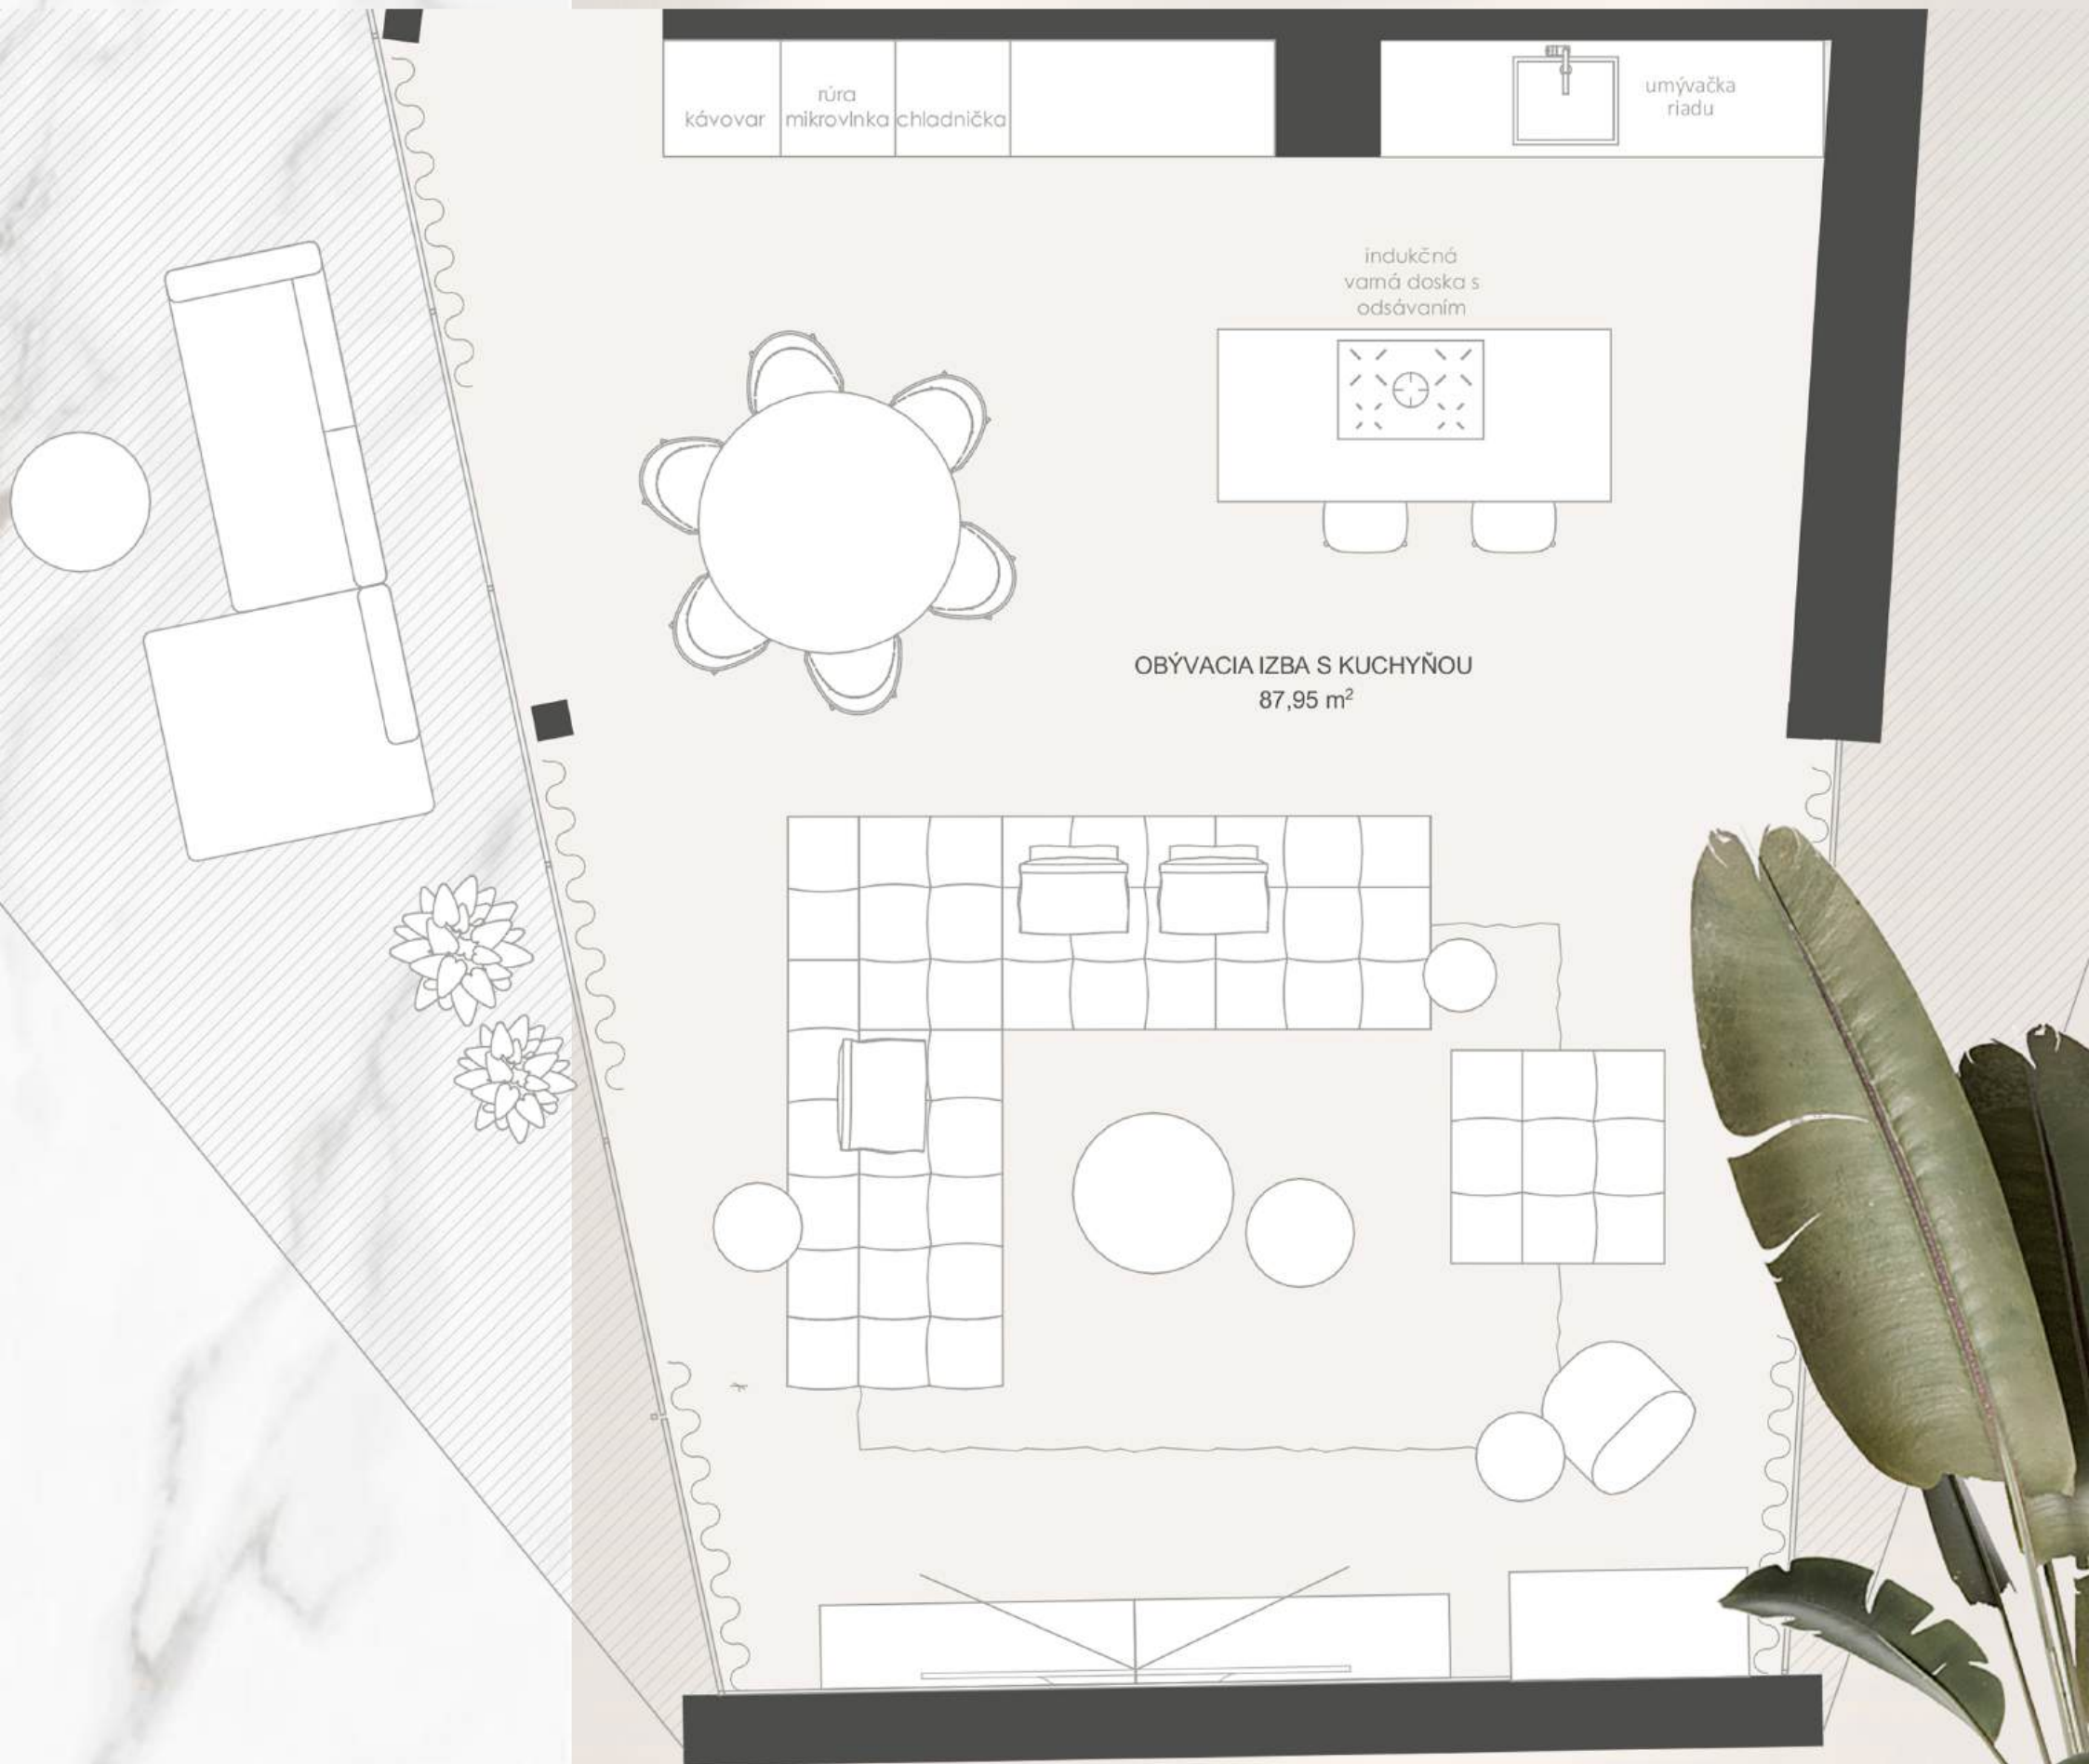 kávovar
rúra
mikrovlnka
chladnička
umývačka
riadu
indukčná
varná doska s
odsávaním
OBÝVACIA IZBA S KUCHYŇOU
87,95 m²